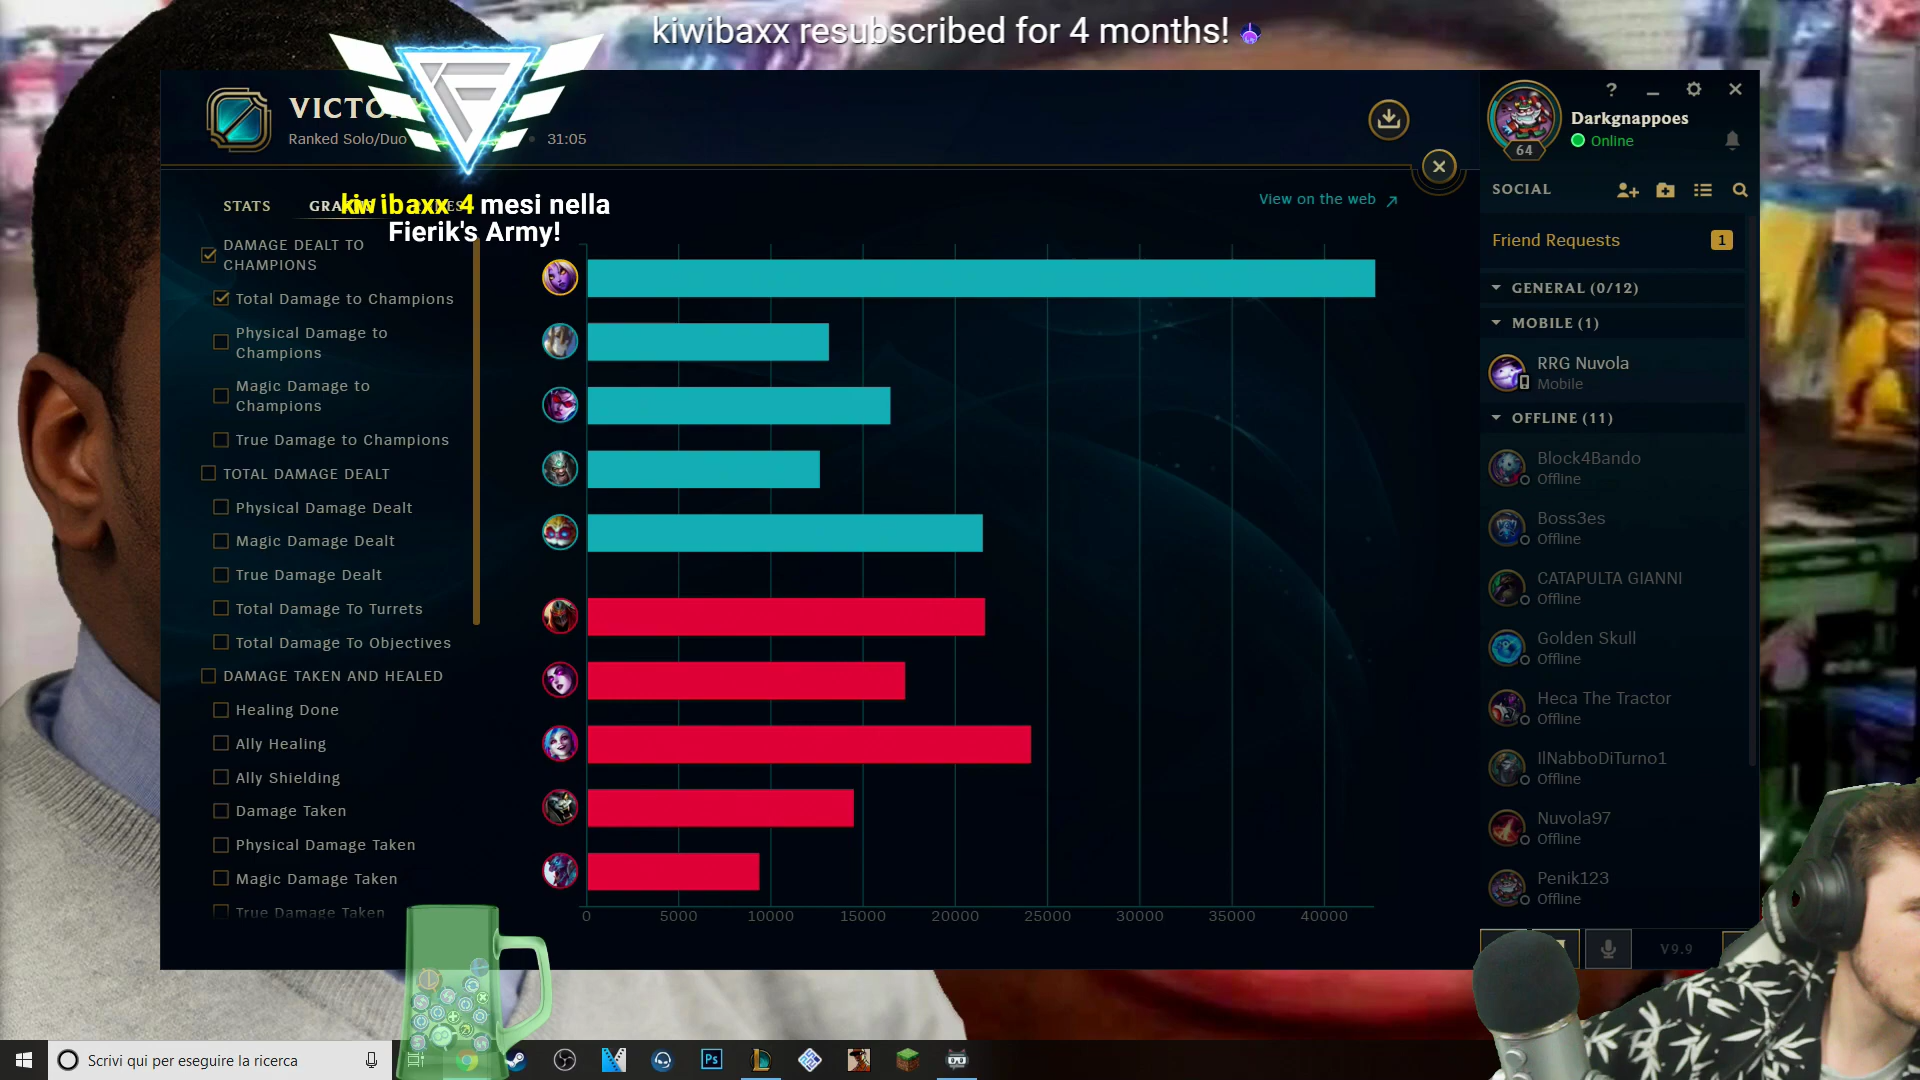 kiwibaxx resubscribed for 4 months!
Ranked Solo/Duo
31:05
kiwibaxx 4 mesi nella
Fierik's Army!
STATS
View on the web
DAMAGE DEALT TO
CHAMPIONS
Total Damage to Champions
Physical Damage to
Champions
Magic Damage to
Champions
True Damage to Champions
TOTAL DAMAGE DEALT
Physical Damage Dealt
Magic Damage Dealt
True Damage Dealt
Total Damage To Turrets
Total Damage To Objectives
DAMAGE TAKEN AND HEALED
Healing Done
Ally Healing
Ally Shielding
Damage Taken
Physical Damage Taken
Magic Damage Taken
True Damage Taken
0 5000 10000 15000 20000 25000 30000 35000 40000
64
Darkgnappoes
Online
SOCIAL
Friend Requests 1
GENERAL (0/12)
MOBILE (1)
RRG Nuvola
Mobile
OFFLINE (11)
Block4Bando
Offline
Boss3es
Offline
CATAPULTA GIANNI
Offline
Golden Skull
Offline
Heca The Tractor
Offline
IlNabboDiTurno1
Offline
Nuvola97
Offline
Penik123
Offline
V9.9
Scrivi qui per eseguire la ricerca
Ps